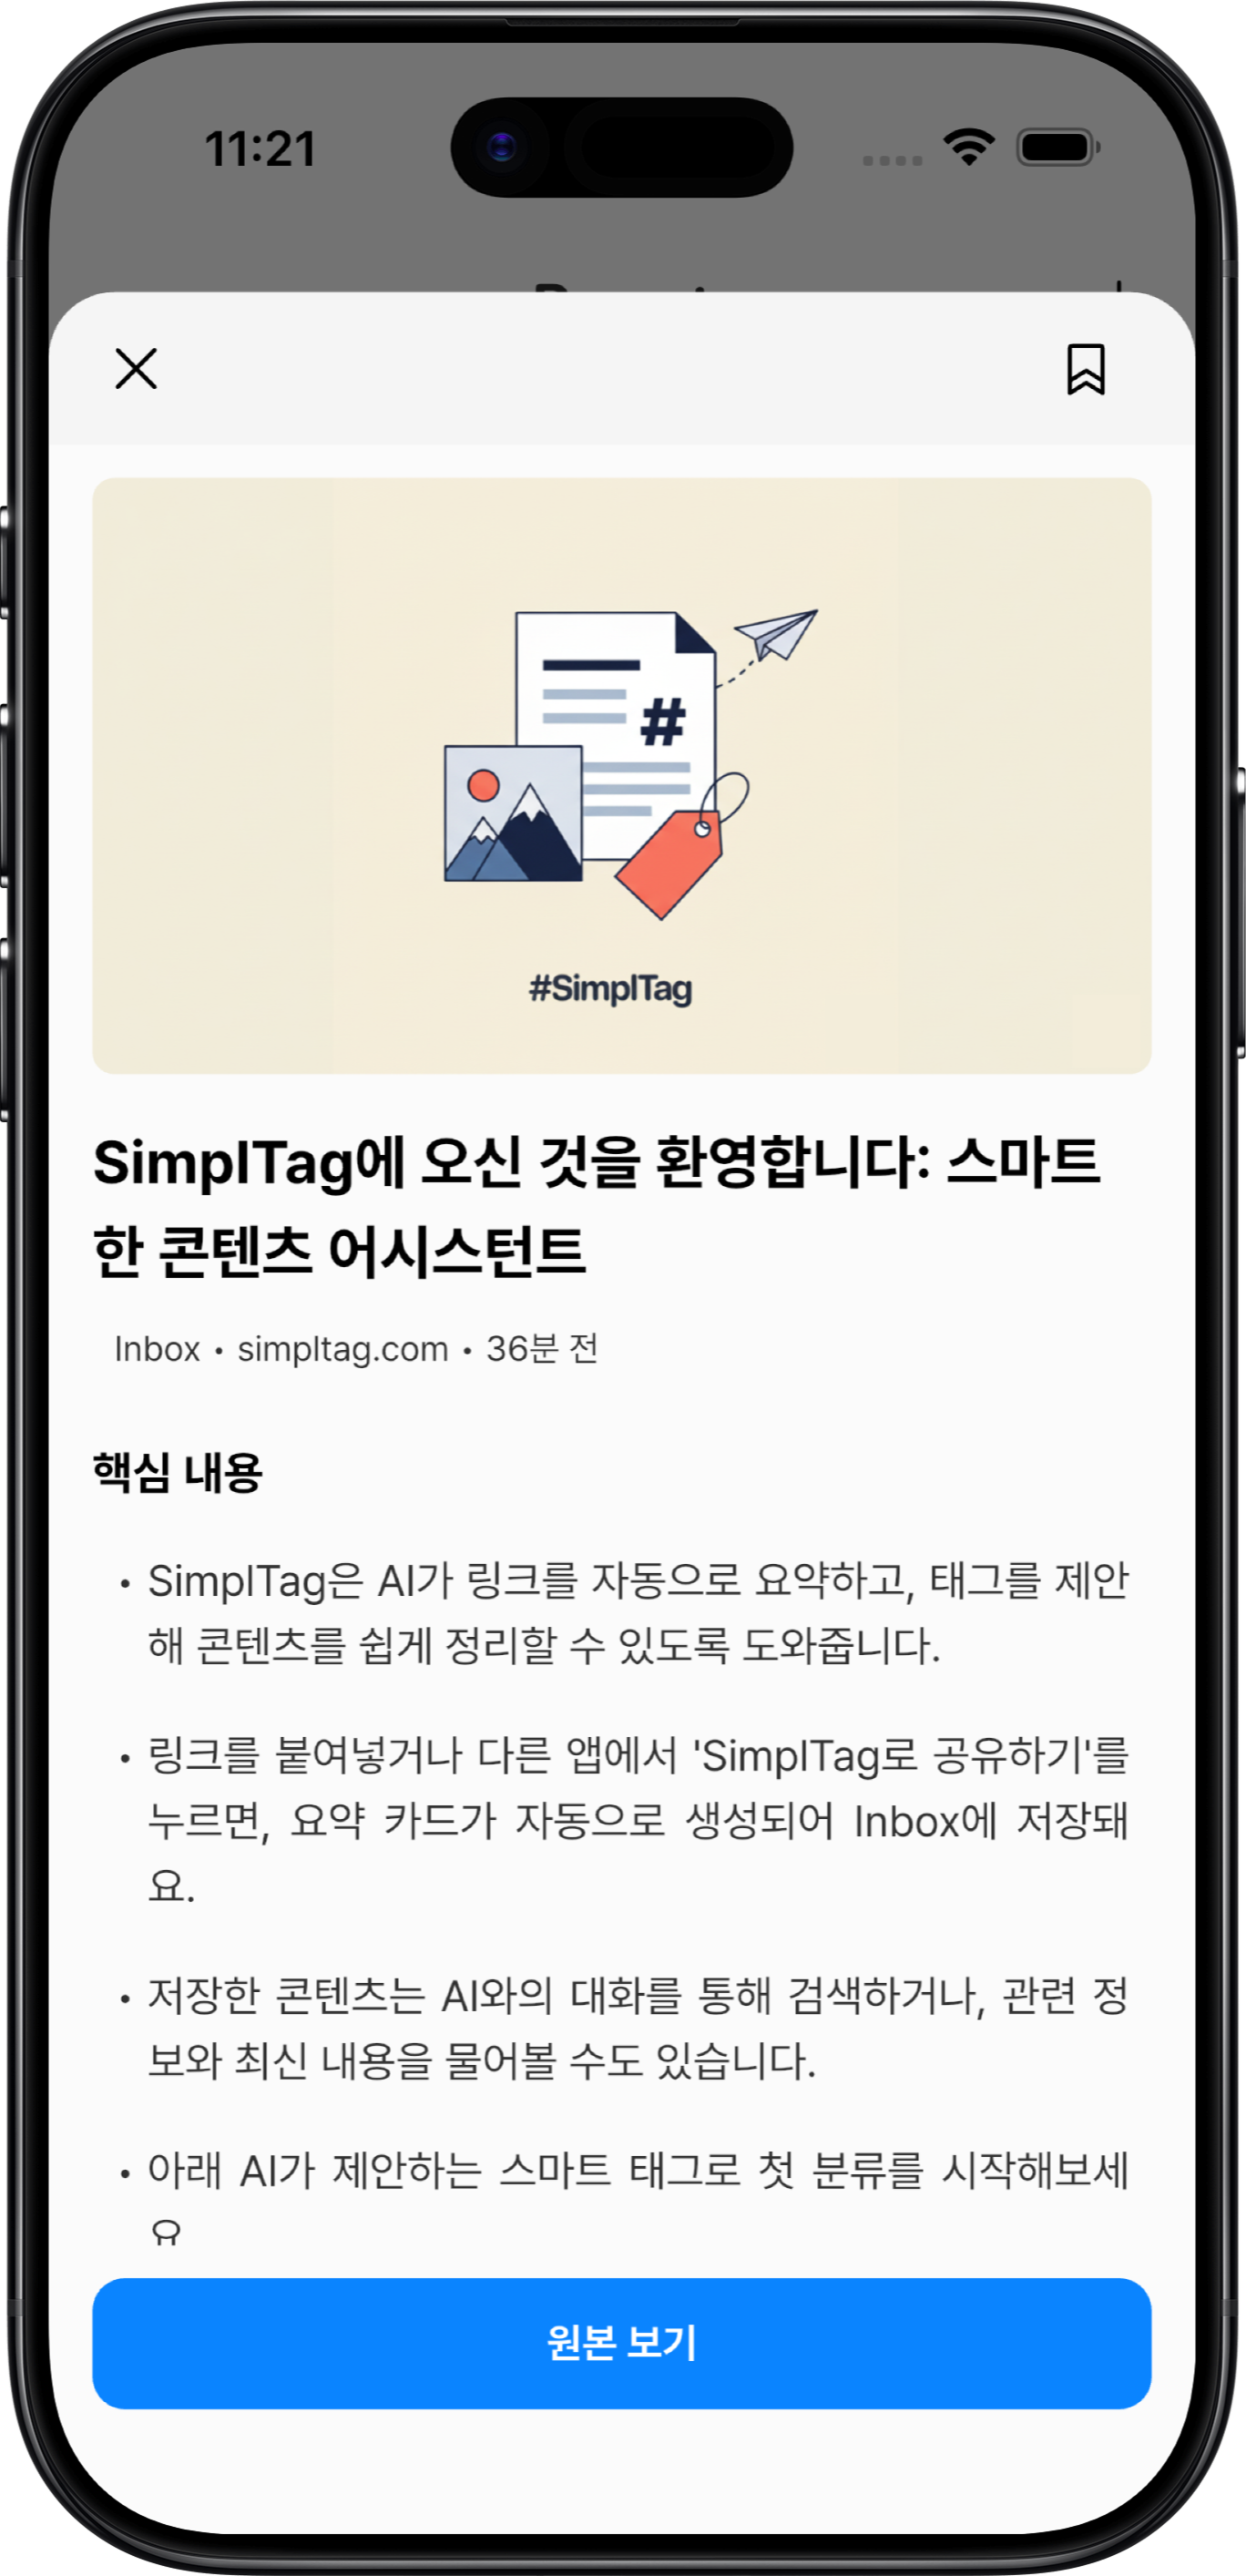 11:21
#
#SimplTag
SimplTag에 오신 것을 환영합니다: 스마트
한 콘텐츠 어시스턴트
Inbox • simpltag.com • 36분 전
핵심 내용
• SimplTag은 AI가 링크를 자동으로 요약하고, 태그를 제안
해 콘텐츠를 쉽게 정리할 수 있도록 도와줍니다.
• 링크를 붙여넣거나 다른 앱에서 'SimplTag로 공유하기'를
누르면, 요약 카드가 자동으로 생성되어 Inbox에 저장돼
요.
• 저장한 콘텐츠는 AI와의 대화를 통해 검색하거나, 관련 정
보와 최신 내용을 물어볼 수도 있습니다.
• 아래 AI가 제안하는 스마트 태그로 첫 분류를 시작해보세
요
원본 보기